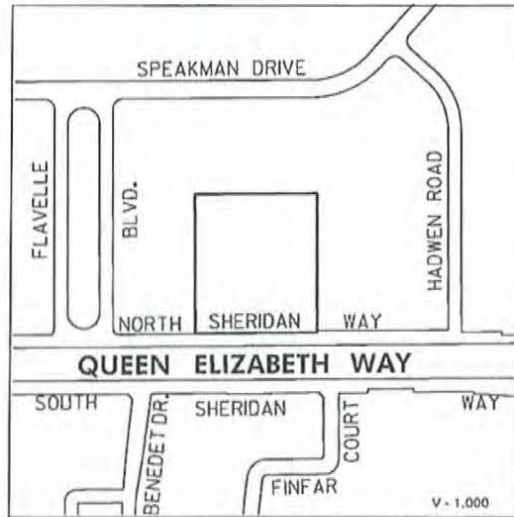 SPEAKMAN DRIVE
FLAVELLE
BLVD.
HADWEN ROAD
NORTH SHERIDAN WAY
QUEEN ELIZABETH WAY
SOUTH SHERIDAN WAY
BENEDET DR.
COURT
FINFAR
V - 1,000